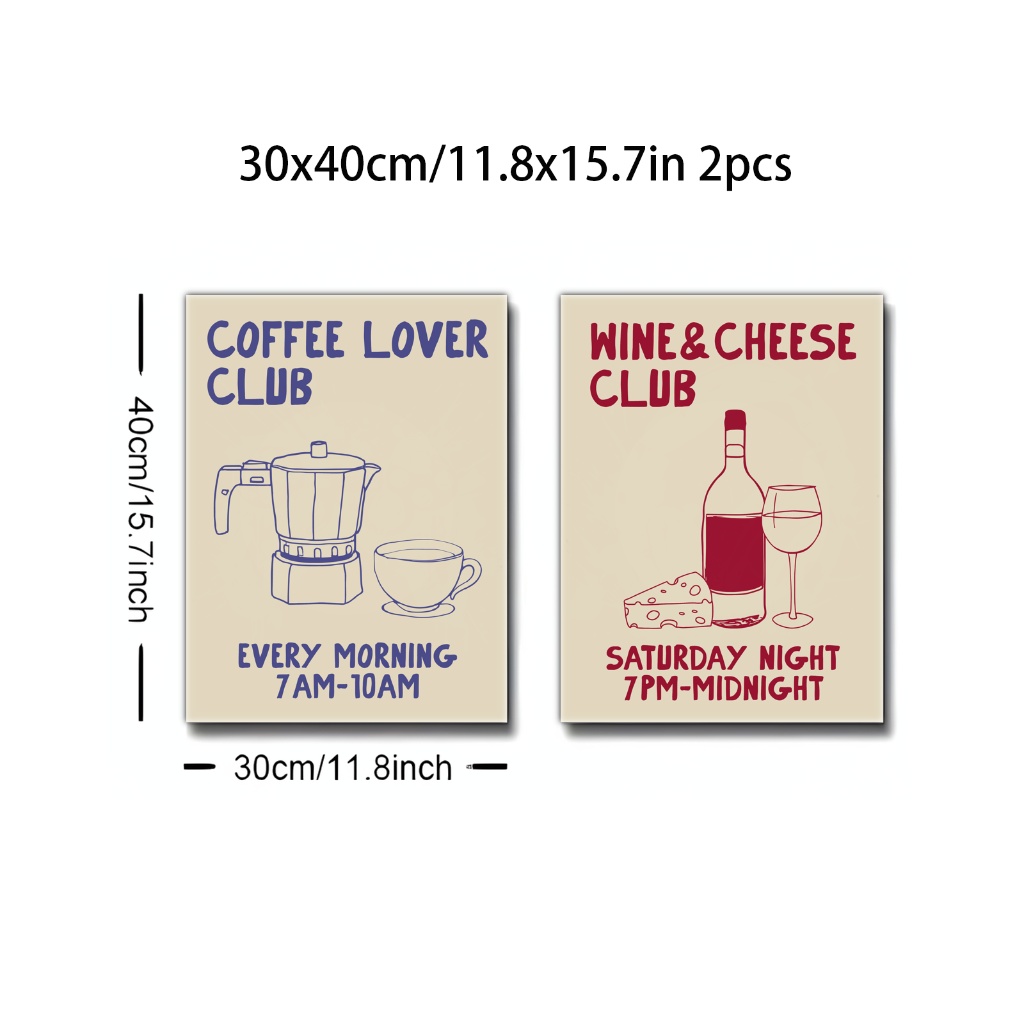 30x40cm/11.8x15.7in 2pcs
COFFEE LOVER
CLUB
EVERY MORNING
7AM-10AM
WINE&CHEESE
CLUB
SATURDAY NIGHT
7PM-MIDNIGHT
40cm/15.7inch
30cm/11.8inch